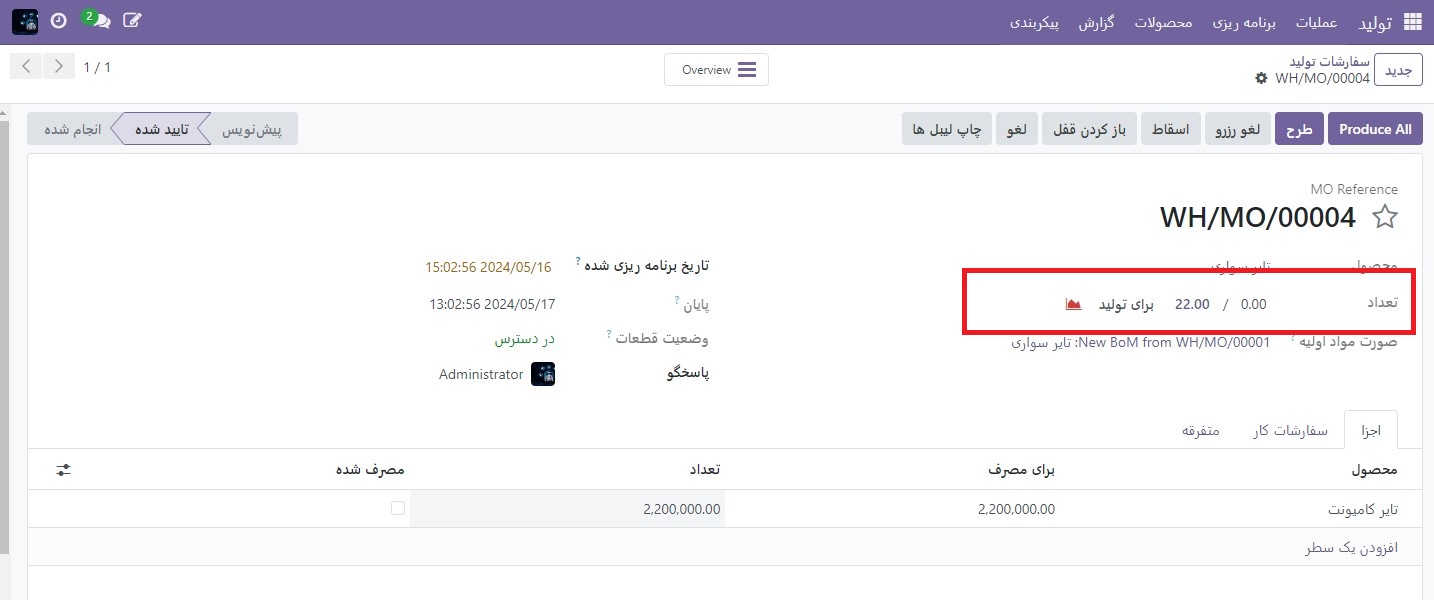 تولید عملیات برنامه ریزی محصولات گزارش پیکربندی 2
جدید سفارشات تولید Overview 1 / 1
WH/MO/00004
Produce All طرح لغو رزرو اسقاط باز کردن قفل لغو چاپ لیبل ها پیش‌نویس تایید شده انجام شده
MO Reference
WH/MO/00004
محصول تایر سواری تاریخ برنامه ریزی شده ? 2024/05/16 15:02:56
تعداد 0.00 / 22.00 برای تولید پایان ? 2024/05/17 13:02:56
صورت مواد اولیه ? New BoM from WH/MO/00001: تایر سواری وضعیت قطعات ? در دسترس
پاسخگو Administrator
اجزا سفارشات کار متفرقه
محصول برای مصرف تعداد مصرف شده
تایر کامیونت 2,200,000.00 2,200,000.00
افزودن یک سطر